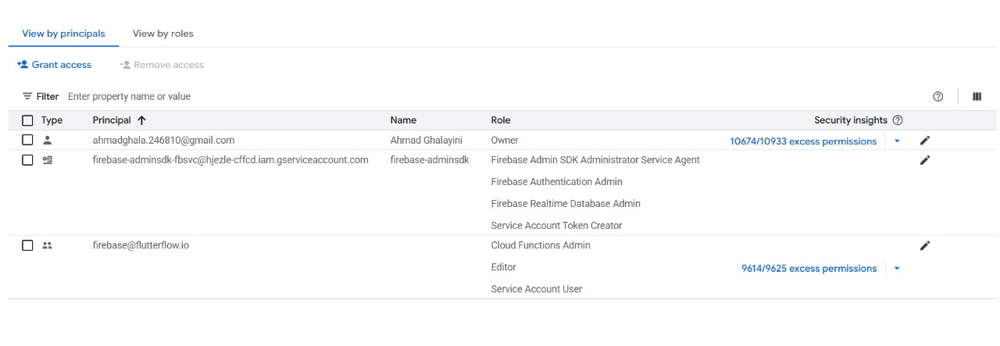 View by principals View by roles
Grant access Remove access
Filter Enter property name or value
Type Principal Name Role Security insights
ahmadghala.246810@gmail.com Ahmad Ghalayini Owner 10674/10933 excess permissions
firebase-adminsdk-fbsvc@hjezle-cffcd.iam.gserviceaccount.com firebase-adminsdk Firebase Admin SDK Administrator Service Agent
Firebase Authentication Admin
Firebase Realtime Database Admin
Service Account Token Creator
firebase@flutterflow.io Cloud Functions Admin
Editor 9614/9625 excess permissions
Service Account User